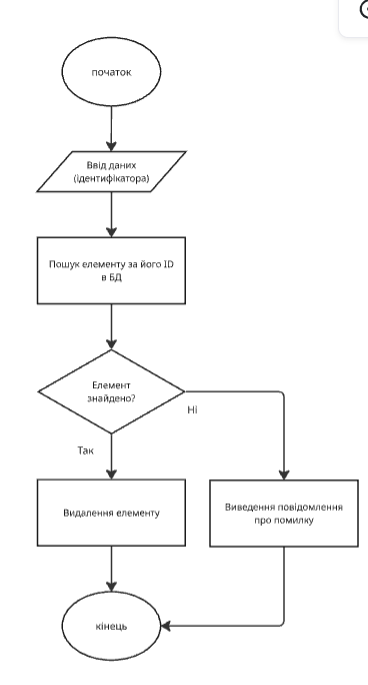 початок
Ввід даних
(ідентифікатора)
Пошук елементу за його ID
в БД
Елемент
знайдено?
Ні
Так
Видалення елементу
Виведення повідомлення
про помилку
кінець